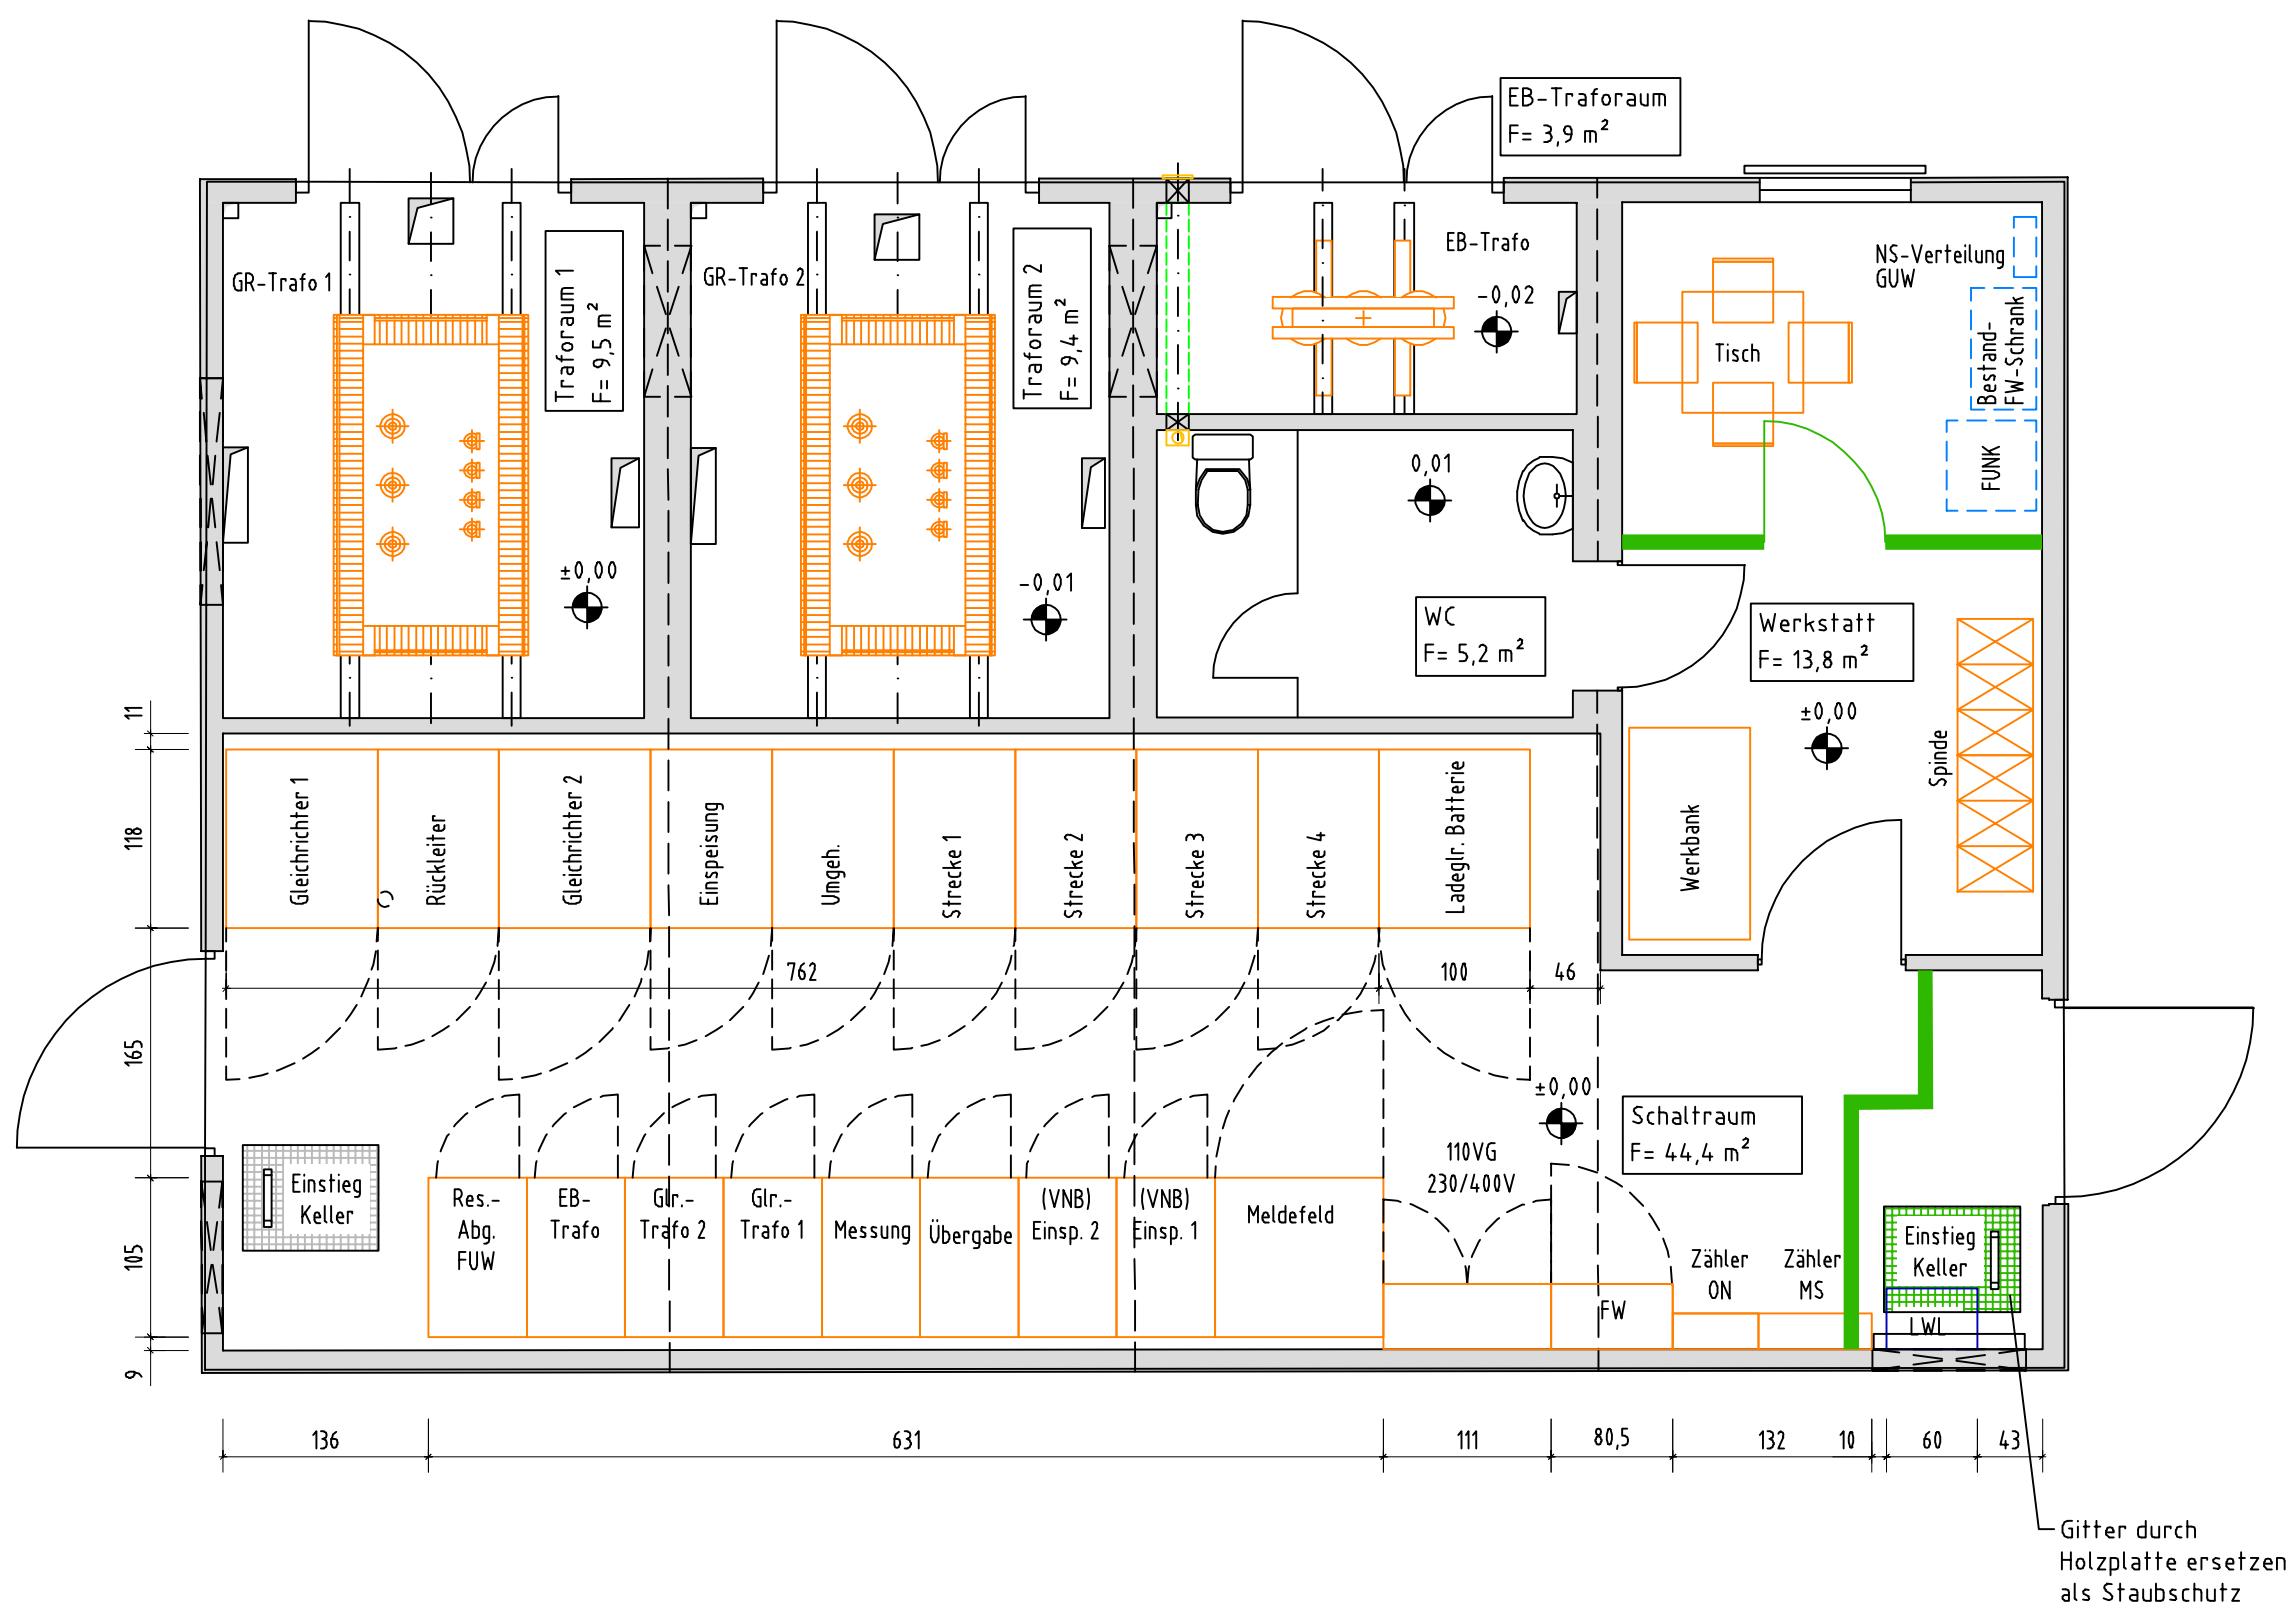 EB-Traforaum
F= 3,9 m²
GR-Trafo 1
Traforaum 1
F= 9,5 m²
±0,00
GR-Trafo 2
Traforaum 2
F= 9,4 m²
-0,01
EB-Trafo
-0,02
0,01
WC
F= 5,2 m²
NS-Verteilung
GUW
Bestand-
FW-Schrank
FUNK
Tisch
Werkstatt
F= 13,8 m²
±0,00
Spinde
Werkbank
11
118
165
105
9
Gleichrichter 1
Rückleiter
Gleichrichter 2
Einspeisung
Umgeh.
Strecke 1
Strecke 2
Strecke 3
Strecke 4
Ladeglr. Batterie
762
100
46
±0,00
Schaltraum
F= 44,4 m²
110VG
230/400V
Einstieg
Keller
Res.-
Abg.
FUW
EB-
Trafo
Glr.-
Trafo 2
Glr.-
Trafo 1
Messung
Übergabe
(VNB)
Einsp. 2
(VNB)
Einsp. 1
Meldefeld
FW
Zähler
ON
Zähler
MS
Einstieg
Keller
LWL
136
631
111
80,5
132
10
60
43
Gitter durch
Holzplatte ersetzen
als Staubschutz